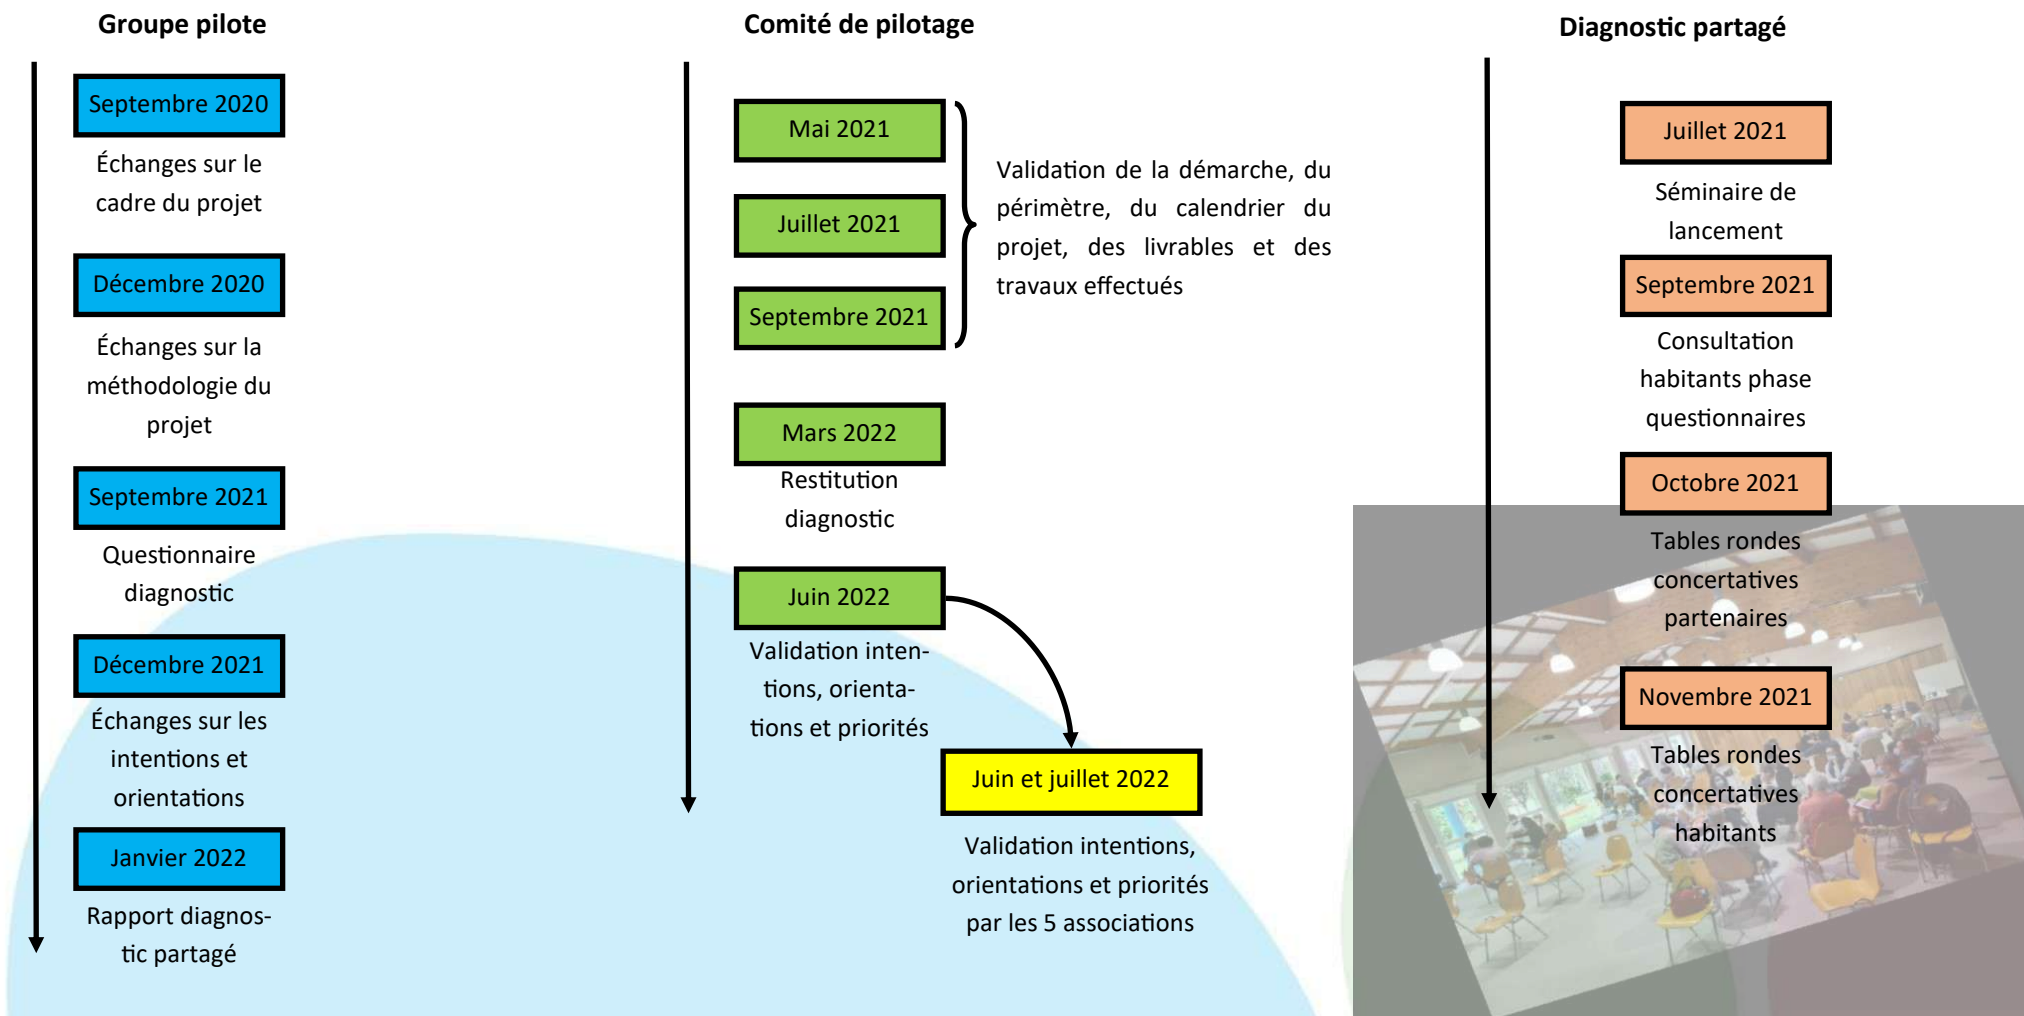 Groupe pilote
Septembre 2020
Échanges sur le
cadre du projet
Décembre 2020
Échanges sur la
méthodologie du
projet
Septembre 2021
Questionnaire
diagnostic
Décembre 2021
Échanges sur les
intentions et
orientations
Janvier 2022
Rapport diagnos-
tic partagé
Comité de pilotage
Mai 2021
Juillet 2021
Septembre 2021
Validation de la démarche, du
périmètre, du calendrier du
projet, des livrables et des
travaux effectués
Mars 2022
Restitution
diagnostic
Juin 2022
Validation inten-
tions, orienta-
tions et priorités
Juin et juillet 2022
Validation intentions,
orientations et priorités
par les 5 associations
Diagnostic partagé
Juillet 2021
Séminaire de
lancement
Septembre 2021
Consultation
habitants phase
questionnaires
Octobre 2021
Tables rondes
concertatives
partenaires
Novembre 2021
Tables rondes
concertatives
habitants